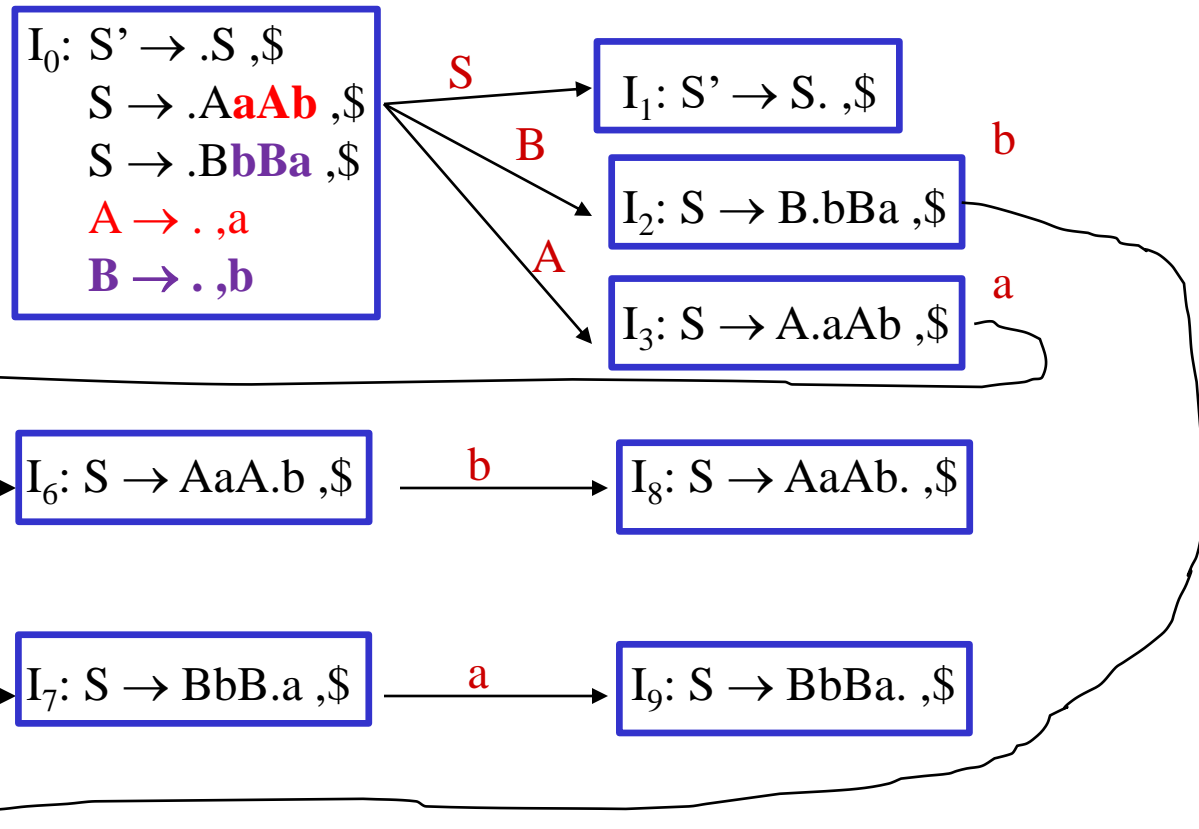 I₀: S’ → .S ,$
S → .AaAb ,$
S → .BbBa ,$
A → . ,a
B → . ,b
S
B
A
I₁: S’ → S. ,$
I₂: S → B.bBa ,$
b
I₃: S → A.aAb ,$
a
I₆: S → AaA.b ,$
b
I₈: S → AaAb. ,$
I₇: S → BbB.a ,$
a
I₉: S → BbBa. ,$